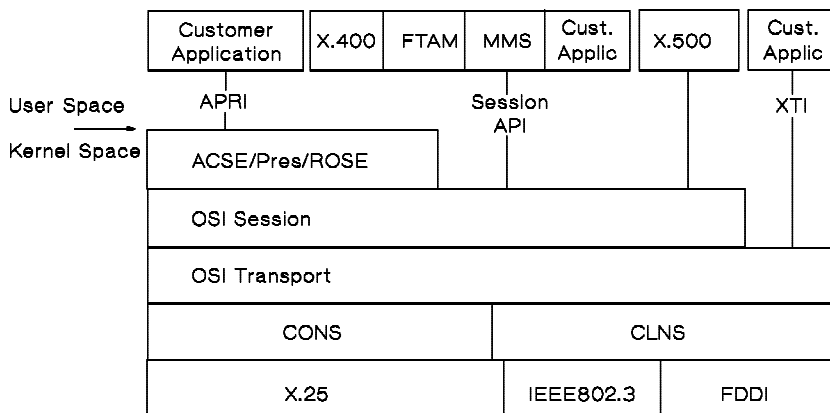 Customer
Application
X.400
FTAM
MMS
Cust.
Applic
X.500
Cust.
Applic
User Space
Kernel Space
APRI
Session
API
XTI
ACSE/Pres/ROSE
OSI Session
OSI Transport
CONS
CLNS
X.25
IEEE802.3
FDDI